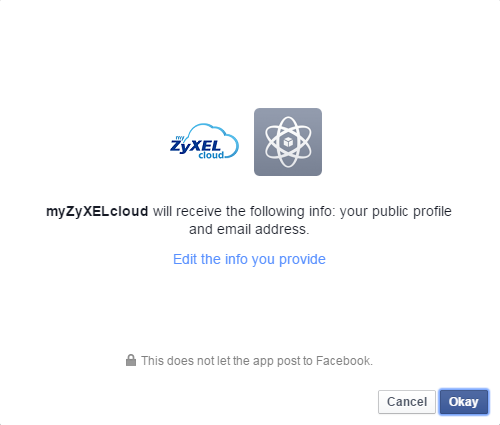 my
ZyXEL
cloud
myZyXELcloud will receive the following info: your public profile
and email address.
Edit the info you provide
This does not let the app post to Facebook.
Cancel
Okay